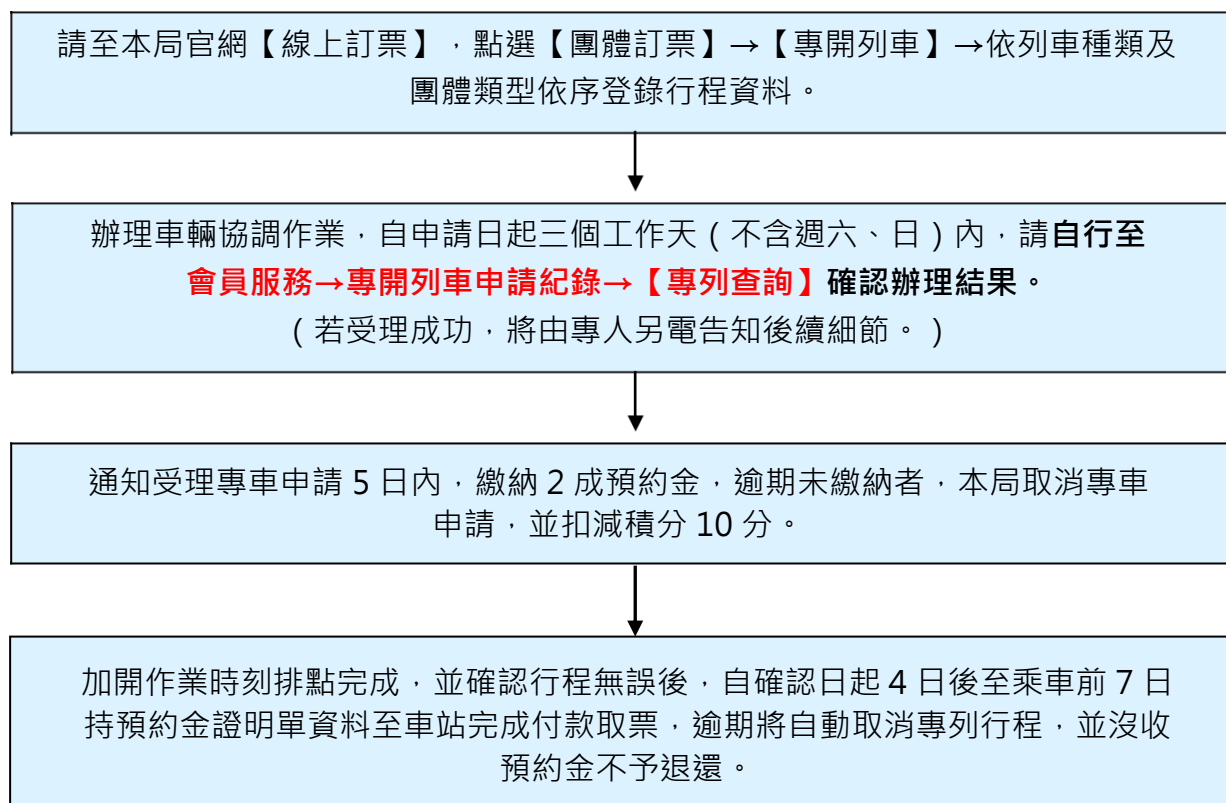 請至本局官網【線上訂票】，點選【團體訂票】→【專開列車】→依列車種類及
團體類型依序登錄行程資料。
辦理車輛協調作業，自申請日起三個工作天（不含週六、日）內，請自行至
會員服務→專開列車申請紀錄→【專列查詢】確認辦理結果。
（若受理成功，將由專人另電告知後續細節。）
通知受理專車申請 5 日內，繳納 2 成預約金，逾期未繳納者，本局取消專車
申請，並扣減積分 10 分。
加開作業時刻排點完成，並確認行程無誤後，自確認日起 4 日後至乘車前 7 日
持預約金證明單資料至車站完成付款取票，逾期將自動取消專列行程，並沒收
預約金不予退還。